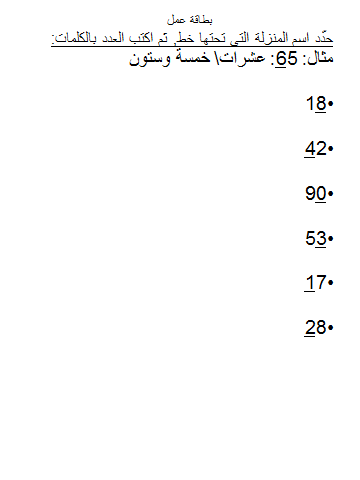 بطاقة عمل
حدّد اسم المنزلة التي تحتها خط, ثم اكتب العدد بالكلمات:
مثال: 65: عشرات\ خمسة وستون
•18
•42
•90
•53
•17
•28